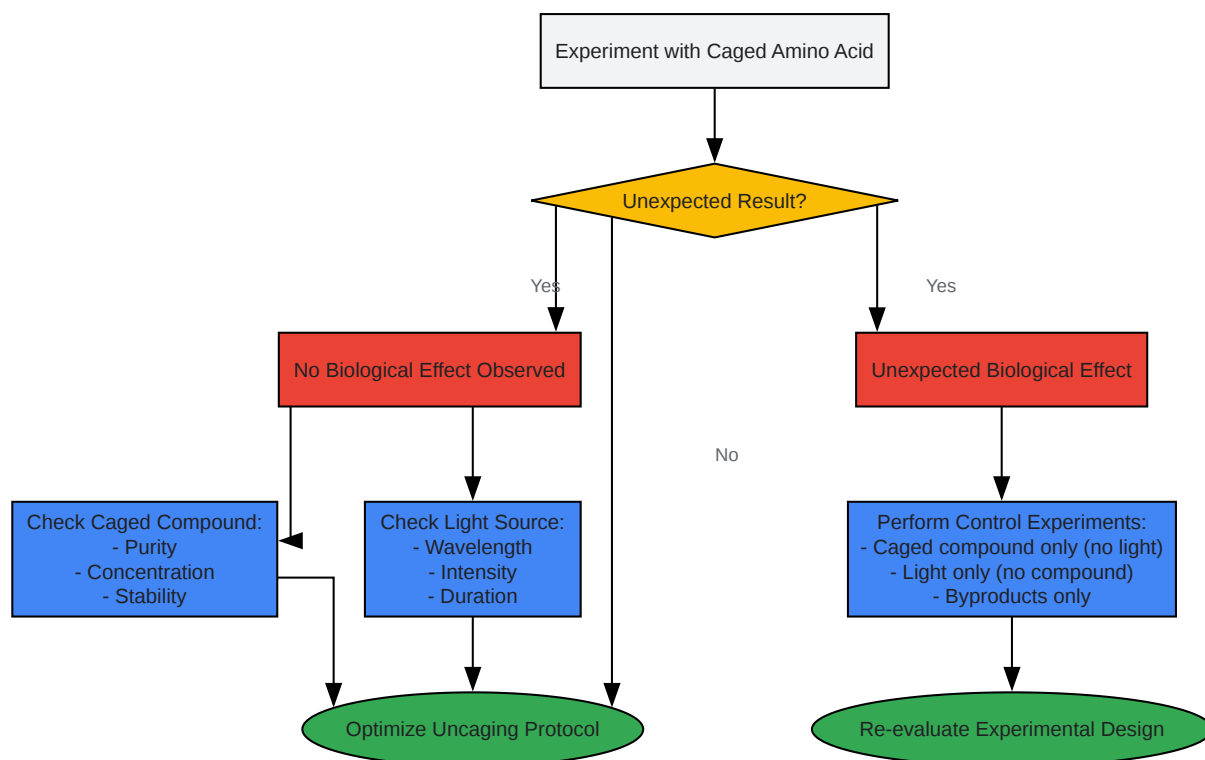 Experiment with Caged Amino Acid
Unexpected Result?
Yes
Yes
No Biological Effect Observed
Unexpected Biological Effect
No
Check Caged Compound:
- Purity
- Concentration
- Stability
Check Light Source:
- Wavelength
- Intensity
- Duration
Perform Control Experiments:
- Caged compound only (no light)
- Light only (no compound)
- Byproducts only
Optimize Uncaging Protocol
Re-evaluate Experimental Design